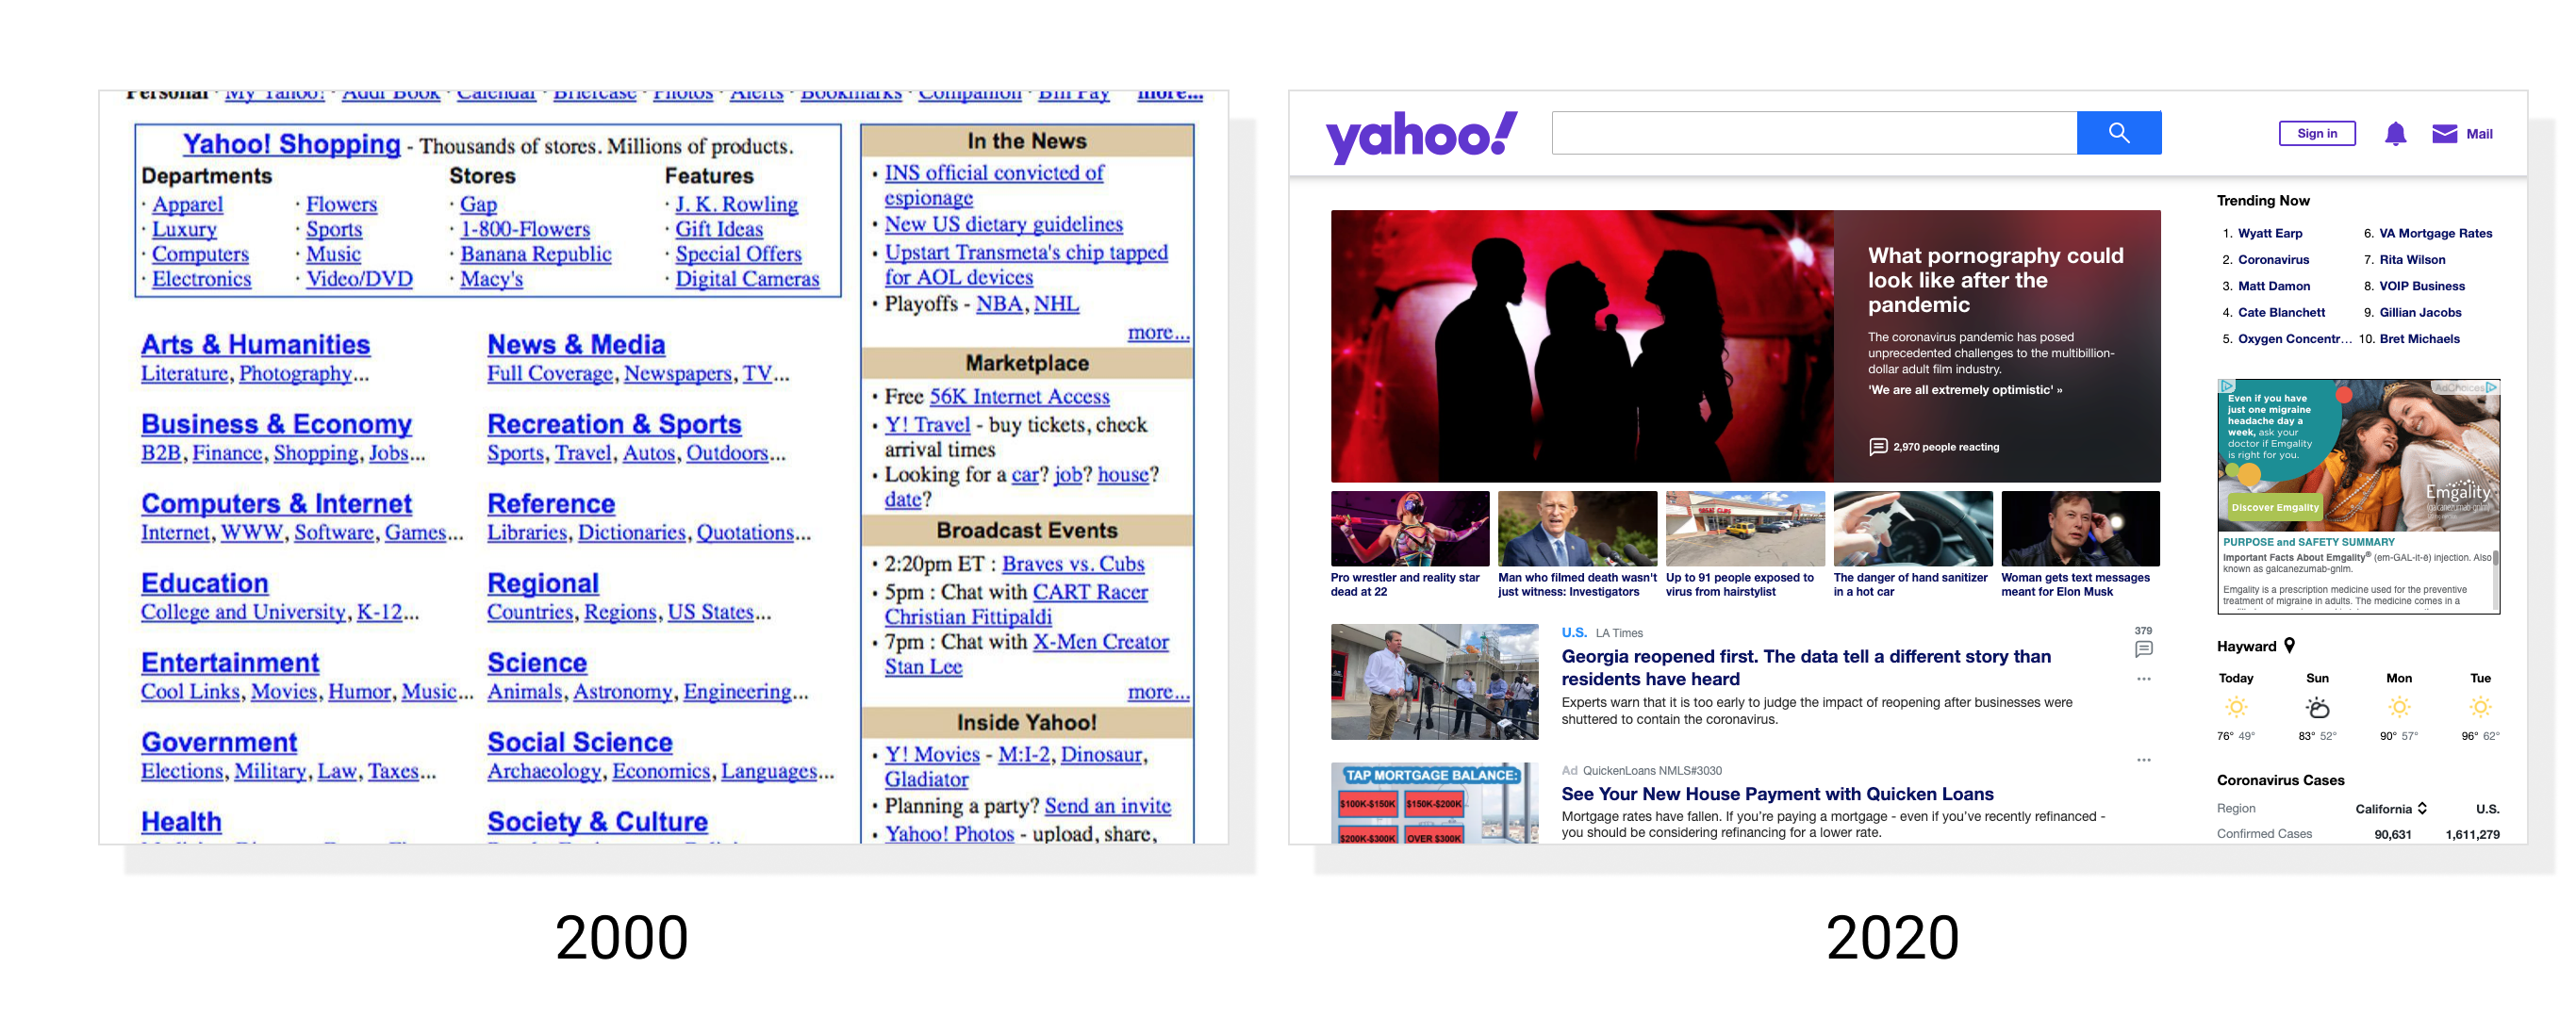 Personal · My Yahoo! · Addr Book · Calendar · Briefcase · Photos · Alerts · Bookmarks · Companion · Bill Pay more...
Yahoo! Shopping - Thousands of stores. Millions of products.
Departments Stores Features
· Apparel · Flowers · Gap · J. K. Rowling
· Luxury · Sports · 1-800-Flowers · Gift Ideas
· Computers · Music · Banana Republic · Special Offers
· Electronics · Video/DVD · Macy's · Digital Cameras
Arts & Humanities
Literature, Photography...
News & Media
Full Coverage, Newspapers, TV...
Business & Economy
B2B, Finance, Shopping, Jobs...
Recreation & Sports
Sports, Travel, Autos, Outdoors...
Computers & Internet
Internet, WWW, Software, Games...
Reference
Libraries, Dictionaries, Quotations...
Education
College and University, K-12...
Regional
Countries, Regions, US States...
Entertainment
Cool Links, Movies, Humor, Music...
Science
Animals, Astronomy, Engineering...
Government
Elections, Military, Law, Taxes...
Social Science
Archaeology, Economics, Languages...
Health
Society & Culture
In the News
· INS official convicted of
espionage
· New US dietary guidelines
· Upstart Transmeta's chip tapped
for AOL devices
· Playoffs - NBA, NHL
more...
Marketplace
· Free 56K Internet Access
· Y! Travel - buy tickets, check
arrival times
· Looking for a car? job? house?
date?
Broadcast Events
· 2:20pm ET : Braves vs. Cubs
· 5pm : Chat with CART Racer
Christian Fittipaldi
· 7pm : Chat with X-Men Creator
Stan Lee
more...
Inside Yahoo!
· Y! Movies - M:I-2, Dinosaur,
Gladiator
· Planning a party? Send an invite
· Yahoo! Photos - upload, share,
2000
yahoo!
Sign in
Mail
What pornography could
look like after the
pandemic
The coronavirus pandemic has posed
unprecedented challenges to the multibillion-
dollar adult film industry.
'We are all extremely optimistic' »
2,970 people reacting
GREAT CLIPS
Pro wrestler and reality star
dead at 22
Man who filmed death wasn't
just witness: Investigators
Up to 91 people exposed to
virus from hairstylist
The danger of hand sanitizer
in a hot car
Woman gets text messages
meant for Elon Musk
U.S. LA Times
Georgia reopened first. The data tell a different story than
residents have heard
Experts warn that it is too early to judge the impact of reopening after businesses were
shuttered to contain the coronavirus.
379
TAP MORTGAGE BALANCE:
$100K-$150K $150K-$200K
$200K-$300K OVER $300K
Ad QuickenLoans NMLS#3030
See Your New House Payment with Quicken Loans
Mortgage rates have fallen. If you're paying a mortgage - even if you've recently refinanced -
you should be considering refinancing for a lower rate.
Trending Now
1. Wyatt Earp 6. VA Mortgage Rates
2. Coronavirus 7. Rita Wilson
3. Matt Damon 8. VOIP Business
4. Cate Blanchett 9. Gillian Jacobs
5. Oxygen Concentr... 10. Bret Michaels
AdChoices
Even if you have
just one migraine
headache day a
week, ask your
doctor if Emgality
is right for you.
Discover Emgality
Emgality
(galcanezumab-gnlm)
PURPOSE and SAFETY SUMMARY
Important Facts About Emgality® (em-GAL-it-ē) injection. Also
known as galcanezumab-gnlm.
Emgality is a prescription medicine used for the preventive
treatment of migraine in adults. The medicine comes in a
Hayward
Today Sun Mon Tue
76° 49° 83° 52° 90° 57° 96° 62°
Coronavirus Cases
Region California U.S.
Confirmed Cases 90,631 1,611,279
2020